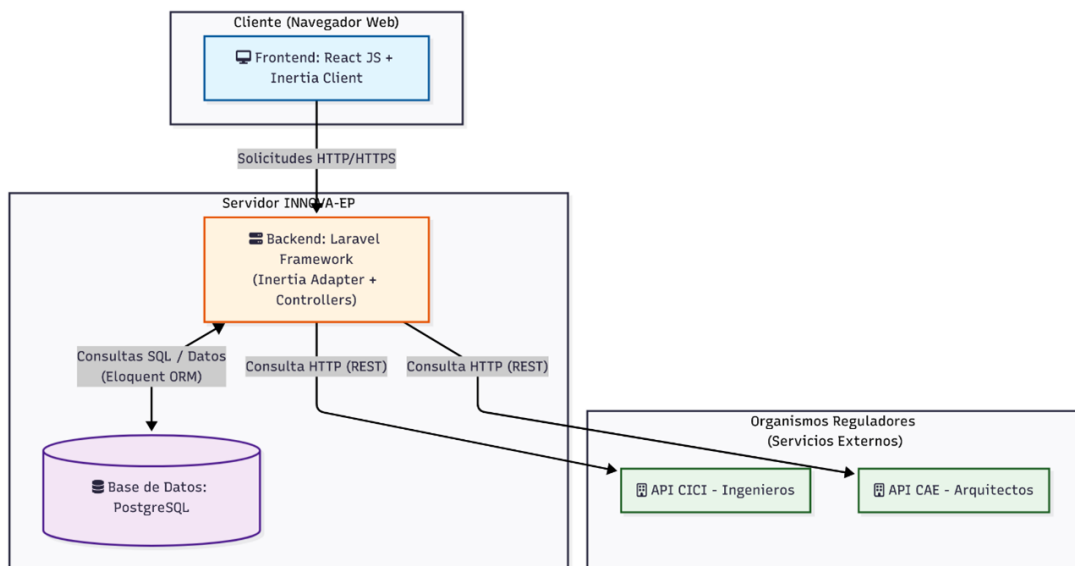 Cliente (Navegador Web)
Frontend: React JS +
Inertia Client
Solicitudes HTTP/HTTPS
Servidor INNOVA-EP
Backend: Laravel
Framework
(Inertia Adapter +
Controllers)
Consultas SQL / Datos
(Eloquent ORM)
Consulta HTTP (REST)
Consulta HTTP (REST)
Organismos Reguladores
(Servicios Externos)
Base de Datos:
PostgreSQL
API CICI - Ingenieros
API CAE - Arquitectos